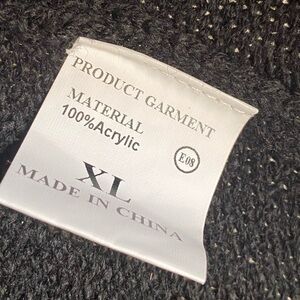 PRODUCT GARMENT
MATERIAL
100%Acrylic
E08
XL
MADE IN CHINA